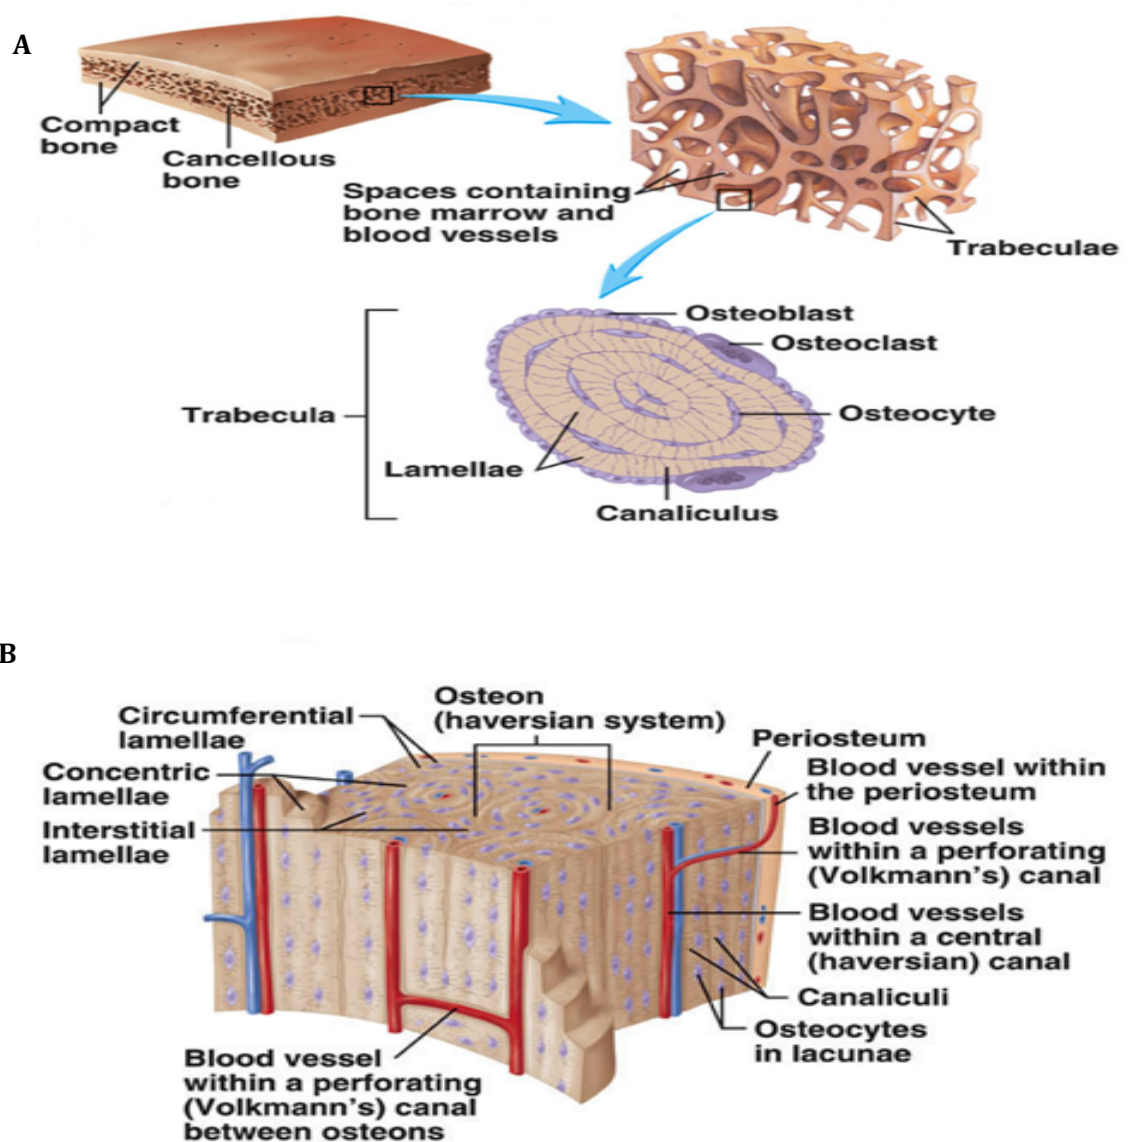 A
Compact
bone
Cancellous
bone
Spaces containing
bone marrow and
blood vessels
Trabeculae
Osteoblast
Osteoclast
Trabecula
Osteocyte
Lamellae
Canaliculus
B
Osteon
(haversian system)
Circumferential
lamellae
Periosteum
Concentric
lamellae
Blood vessel within
the periosteum
Interstitial
lamellae
Blood vessels
within a perforating
(Volkmann's) canal
Blood vessels
within a central
(haversian) canal
Canaliculi
Osteocytes
in lacunae
Blood vessel
within a perforating
(Volkmann's) canal
between osteons